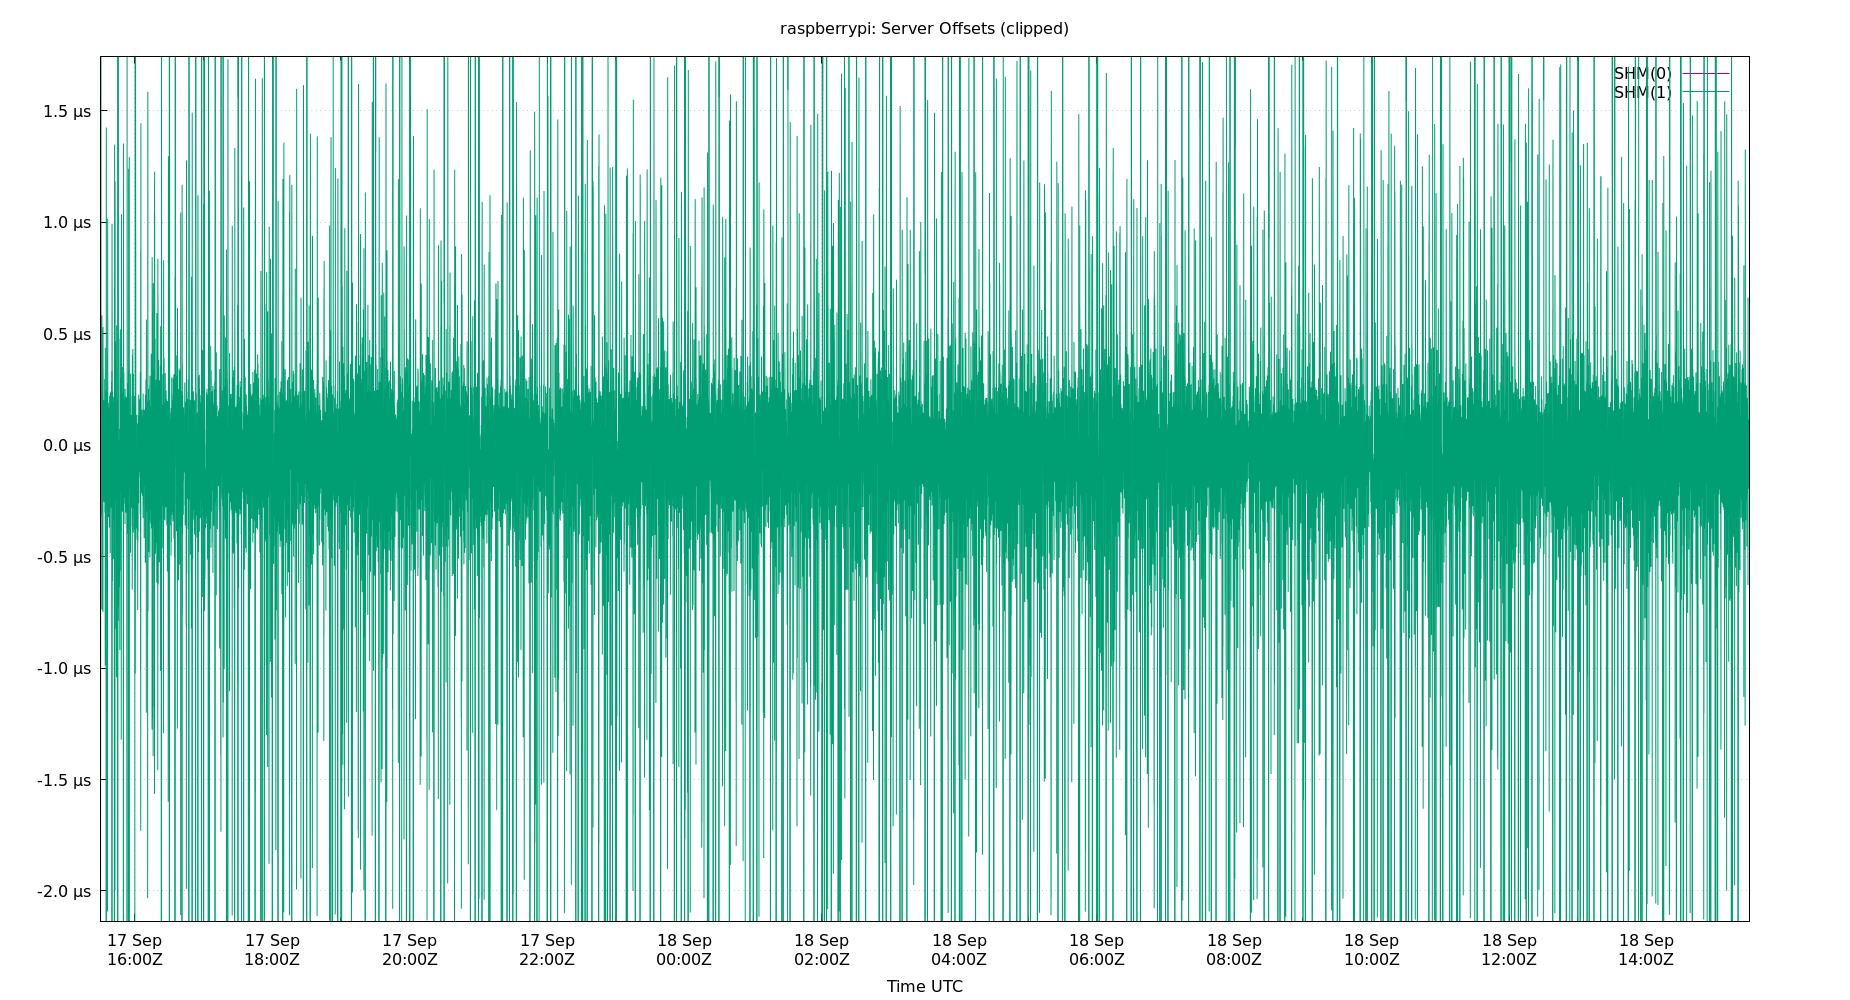 raspberrypi: Server Offsets (clipped)
SHM(0)
SHM(1)
1.5 µs
1.0 µs
0.5 µs
0.0 µs
-0.5 µs
-1.0 µs
-1.5 µs
-2.0 µs
17 Sep 17 Sep 17 Sep 17 Sep 18 Sep 18 Sep 18 Sep 18 Sep 18 Sep 18 Sep 18 Sep 18 Sep
16:00Z 18:00Z 20:00Z 22:00Z 00:00Z 02:00Z 04:00Z 06:00Z 08:00Z 10:00Z 12:00Z 14:00Z
Time UTC